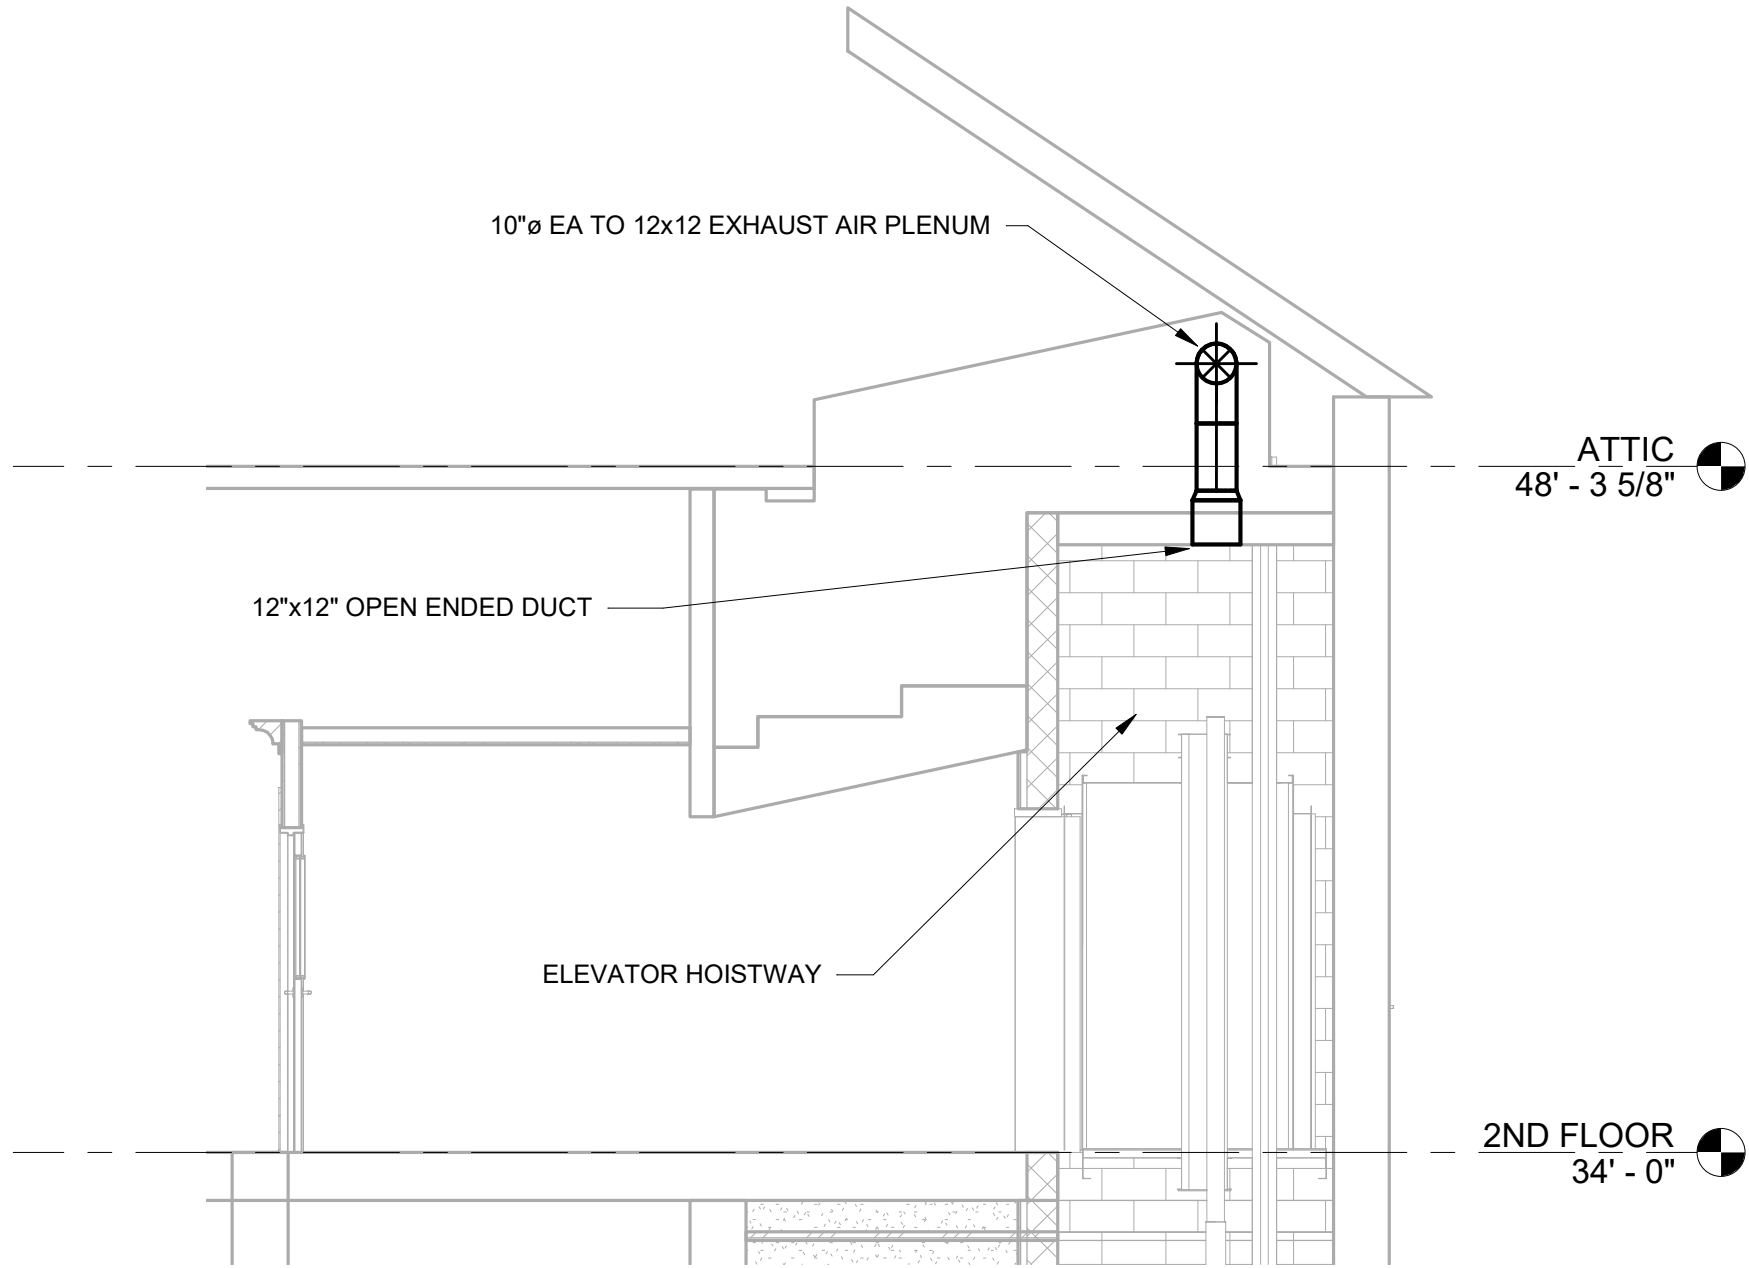 10"ø EA TO 12x12 EXHAUST AIR PLENUM
ATTIC
48' - 3 5/8"
12"x12" OPEN ENDED DUCT
ELEVATOR HOISTWAY
2ND FLOOR
34' - 0"